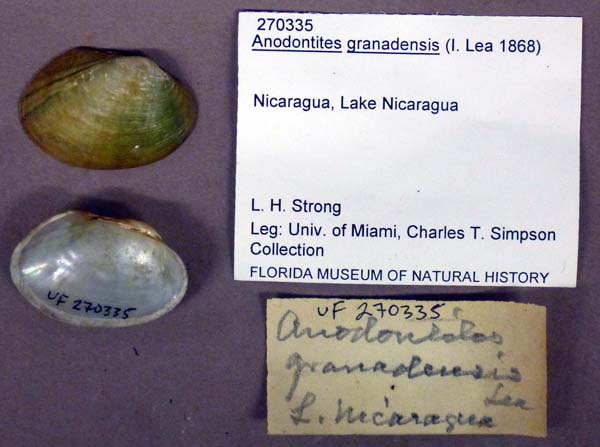 270335
Anodontites granadensis (I. Lea 1868)
Nicaragua, Lake Nicaragua
L. H. Strong
Leg: Univ. of Miami, Charles T. Simpson
Collection
FLORIDA MUSEUM OF NATURAL HISTORY
UF 270335
UF 270335
Anodontites
granadensis
Lea
L. Nicaragua